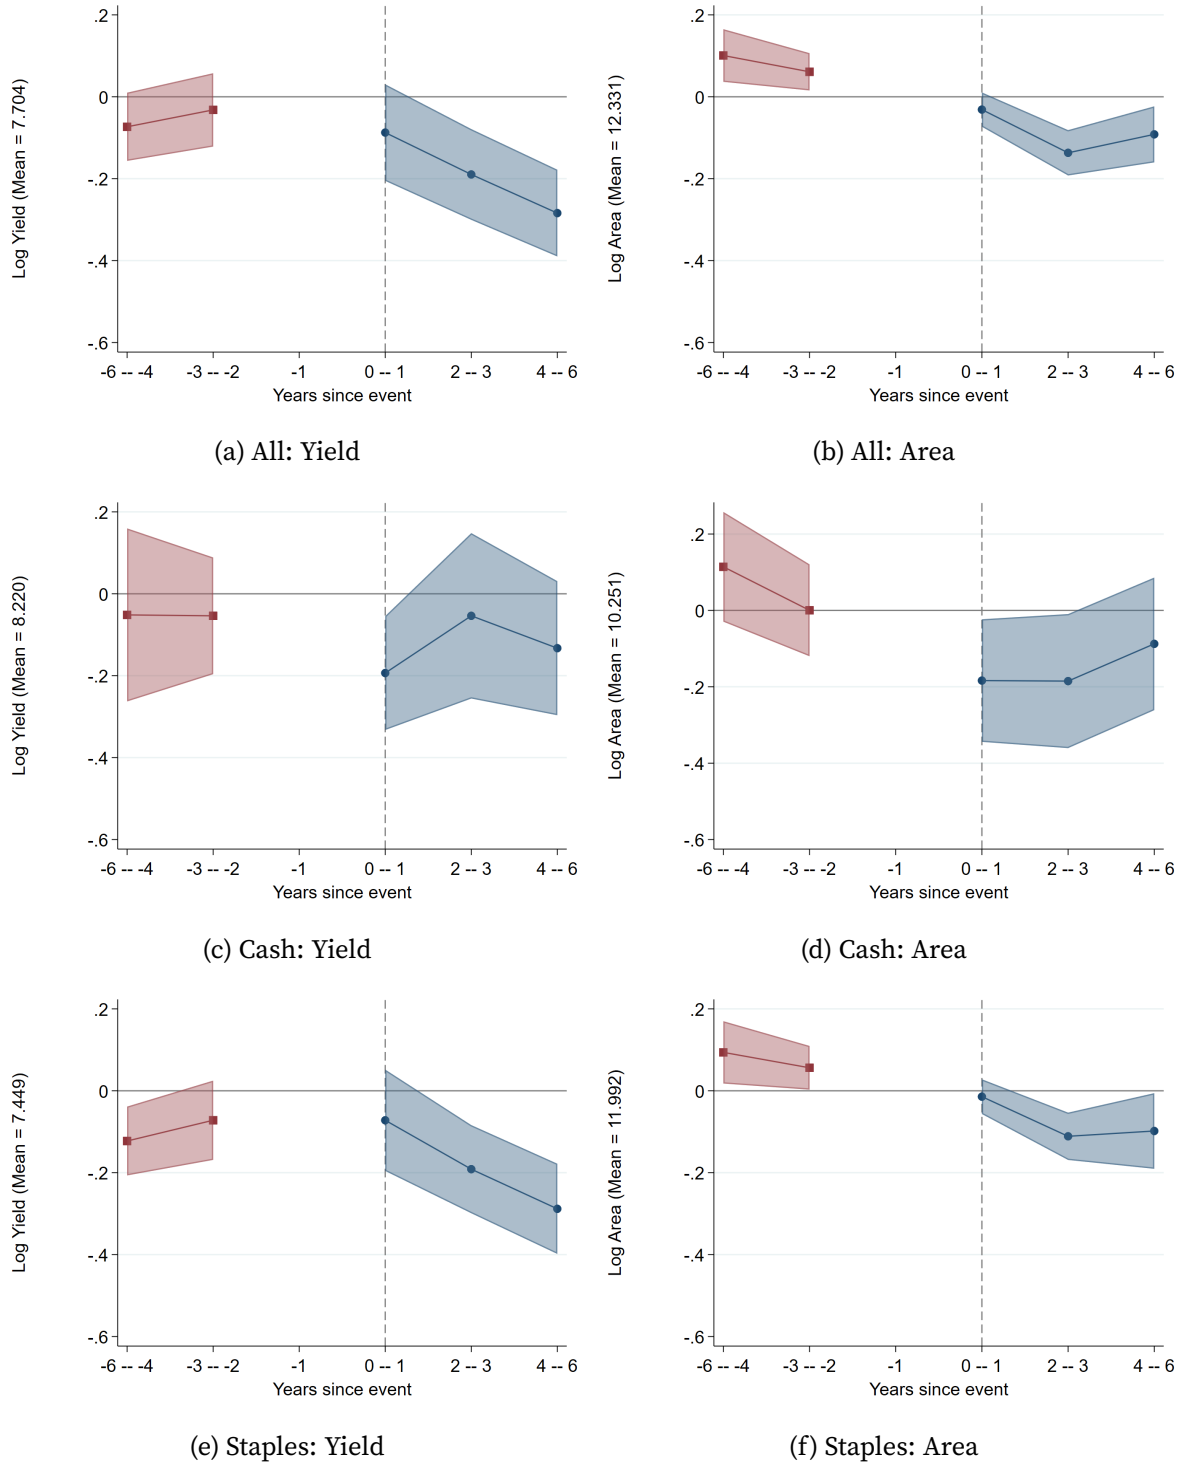 Log Yield (Mean = 7.704)
.2
0
-.2
-.4
-.6
-6 -- -4 -3 -- -2 -1 0 -- 1 2 -- 3 4 -- 6
Years since event
(a) All: Yield
Log Area (Mean = 12.331)
.2
0
-.2
-.4
-.6
-6 -- -4 -3 -- -2 -1 0 -- 1 2 -- 3 4 -- 6
Years since event
(b) All: Area
Log Yield (Mean = 8.220)
.2
0
-.2
-.4
-.6
-6 -- -4 -3 -- -2 -1 0 -- 1 2 -- 3 4 -- 6
Years since event
(c) Cash: Yield
Log Area (Mean = 10.251)
.2
0
-.2
-.4
-.6
-6 -- -4 -3 -- -2 -1 0 -- 1 2 -- 3 4 -- 6
Years since event
(d) Cash: Area
Log Yield (Mean = 7.449)
.2
0
-.2
-.4
-.6
-6 -- -4 -3 -- -2 -1 0 -- 1 2 -- 3 4 -- 6
Years since event
(e) Staples: Yield
Log Area (Mean = 11.992)
.2
0
-.2
-.4
-.6
-6 -- -4 -3 -- -2 -1 0 -- 1 2 -- 3 4 -- 6
Years since event
(f) Staples: Area